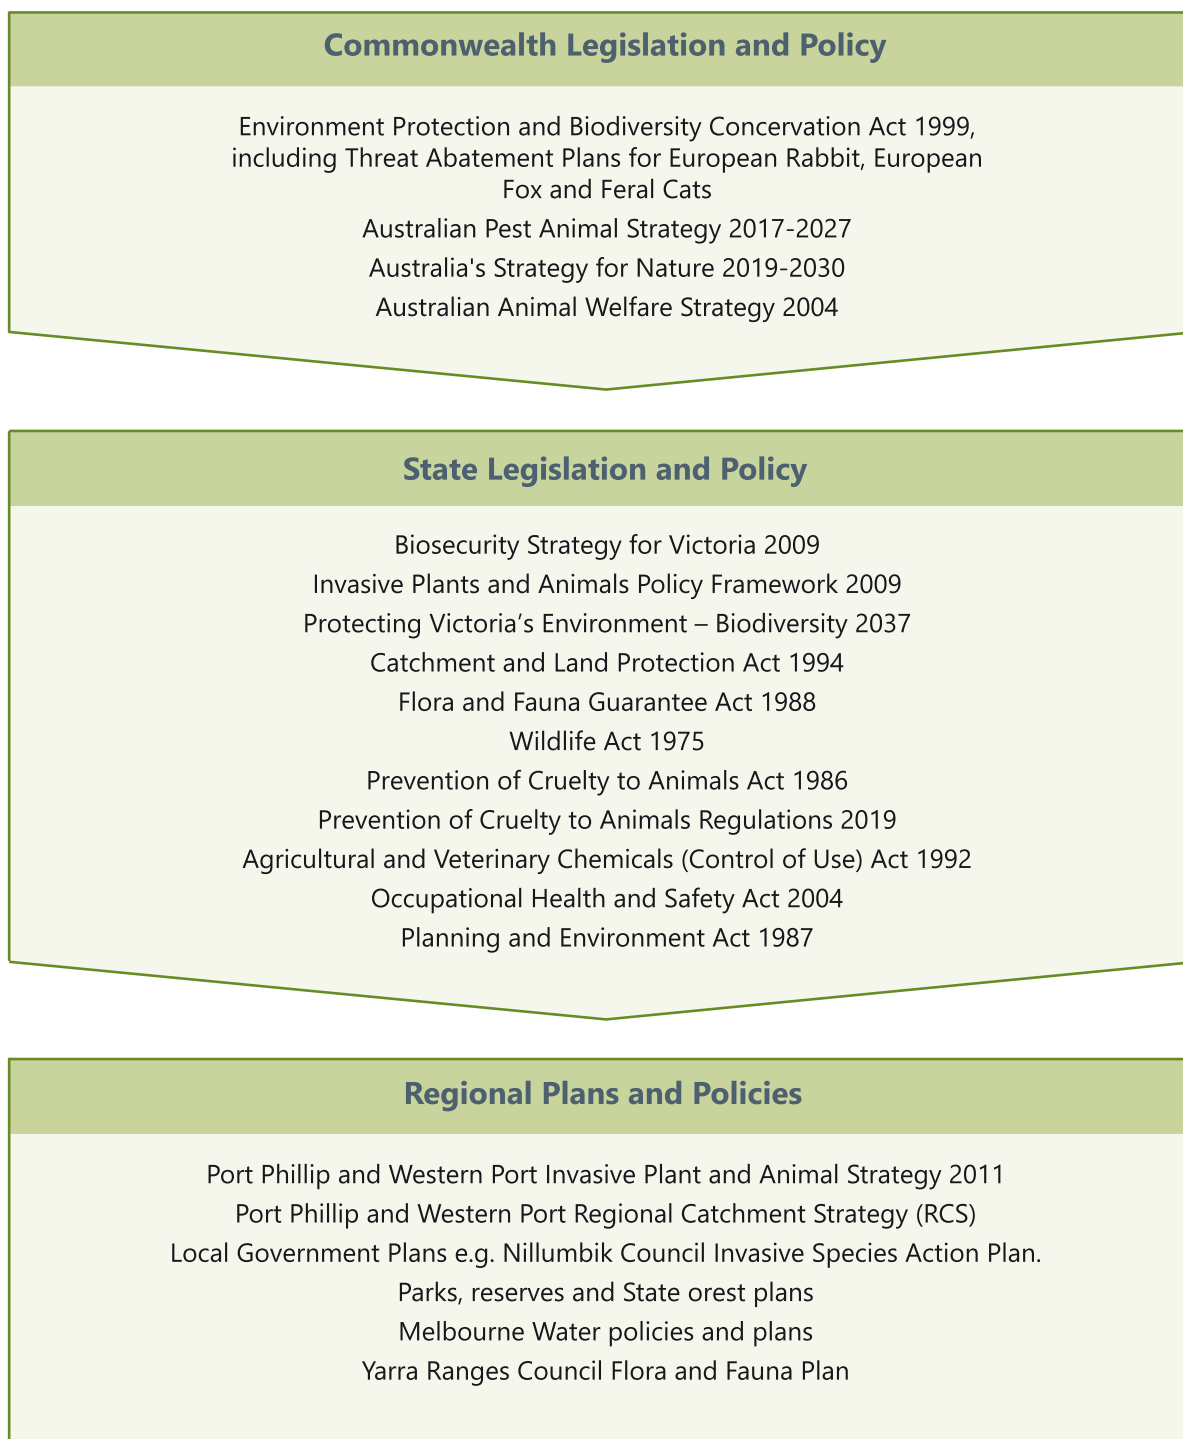 Commonwealth Legislation and Policy
Environment Protection and Biodiversity Concervation Act 1999,
including Threat Abatement Plans for European Rabbit, European
Fox and Feral Cats
Australian Pest Animal Strategy 2017-2027
Australia's Strategy for Nature 2019-2030
Australian Animal Welfare Strategy 2004
State Legislation and Policy
Biosecurity Strategy for Victoria 2009
Invasive Plants and Animals Policy Framework 2009
Protecting Victoria’s Environment – Biodiversity 2037
Catchment and Land Protection Act 1994
Flora and Fauna Guarantee Act 1988
Wildlife Act 1975
Prevention of Cruelty to Animals Act 1986
Prevention of Cruelty to Animals Regulations 2019
Agricultural and Veterinary Chemicals (Control of Use) Act 1992
Occupational Health and Safety Act 2004
Planning and Environment Act 1987
Regional Plans and Policies
Port Phillip and Western Port Invasive Plant and Animal Strategy 2011
Port Phillip and Western Port Regional Catchment Strategy (RCS)
Local Government Plans e.g. Nillumbik Council Invasive Species Action Plan.
Parks, reserves and State orest plans
Melbourne Water policies and plans
Yarra Ranges Council Flora and Fauna Plan